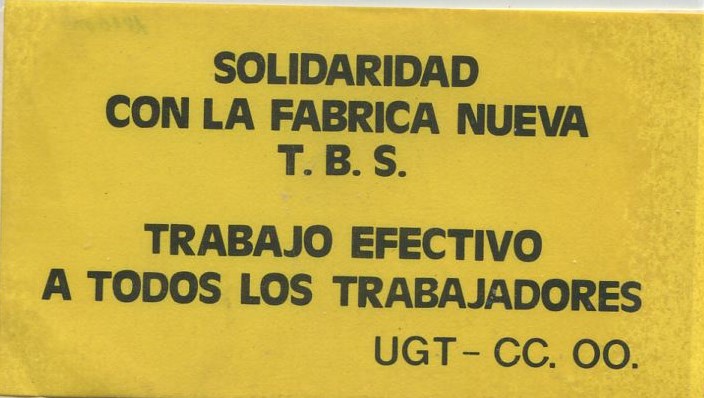 SOLIDARIDAD
CON LA FABRICA NUEVA
T. B. S.
TRABAJO EFECTIVO
A TODOS LOS TRABAJADORES
UGT - CC. OO.